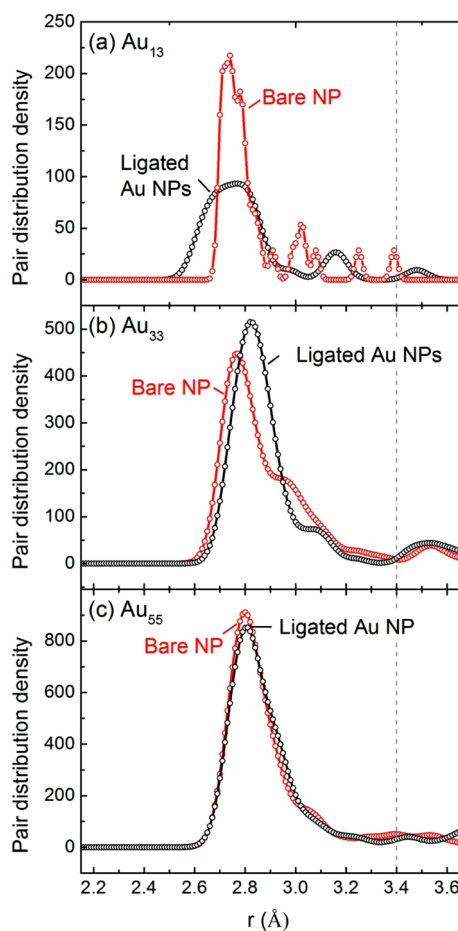 (a) Au13
250
200
150
100
50
0
Pair distribution density
Bare NP
Ligated
Au NPs
(b) Au33
500
400
300
200
100
0
Pair distribution density
Ligated Au NPs
Bare NP
(c) Au55
800
600
400
200
0
Pair distribution density
Ligated Au NP
Bare NP
2.2 2.4 2.6 2.8 3.0 3.2 3.4 3.6
r (Å)